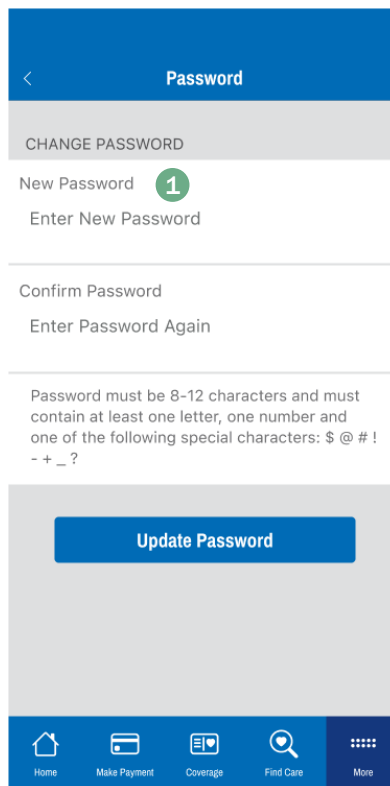 Password
CHANGE PASSWORD
New Password 1
Enter New Password
Confirm Password
Enter Password Again
Password must be 8-12 characters and must
contain at least one letter, one number and
one of the following special characters: $ @ # !
- + _ ?
Update Password
Home Make Payment Coverage Find Care More